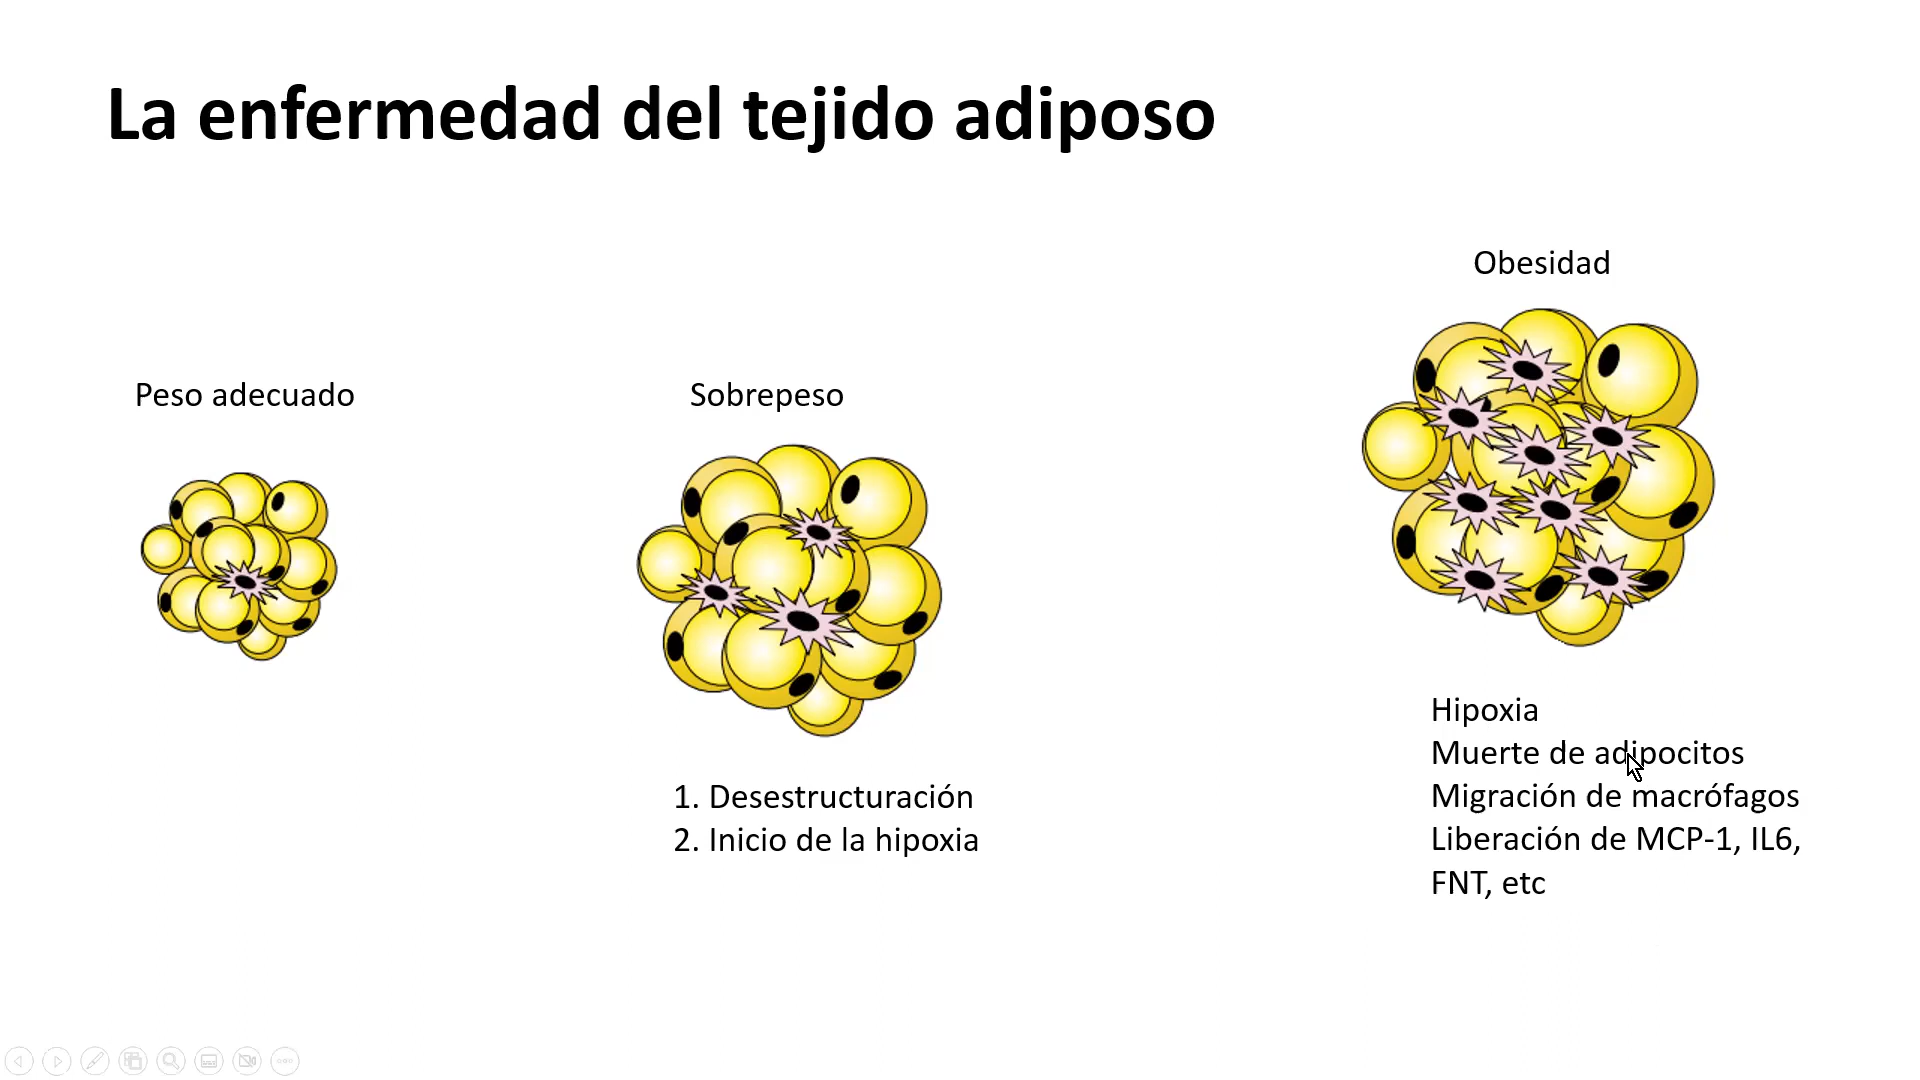 La enfermedad del tejido adiposo
Obesidad
Peso adecuado
Sobrepeso
Hipoxia
Muerte de adipocitos
Migración de macrófagos
Liberación de MCP-1, IL6,
FNT, etc
1. Desestructuración
2. Inicio de la hipoxia